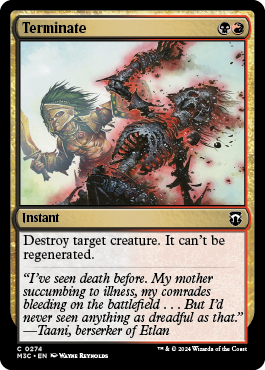 Terminate
Instant
Destroy target creature. It can't be
regenerated.
“I've seen death before. My mother
succumbing to illness, my comrades
bleeding on the battlefield . . . But I'd
never seen anything as dreadful as that.”
—Taani, berserker of Etlan
C 0274
M3C • EN Wayne Reynolds
™ & © 2024 Wizards of the Coast